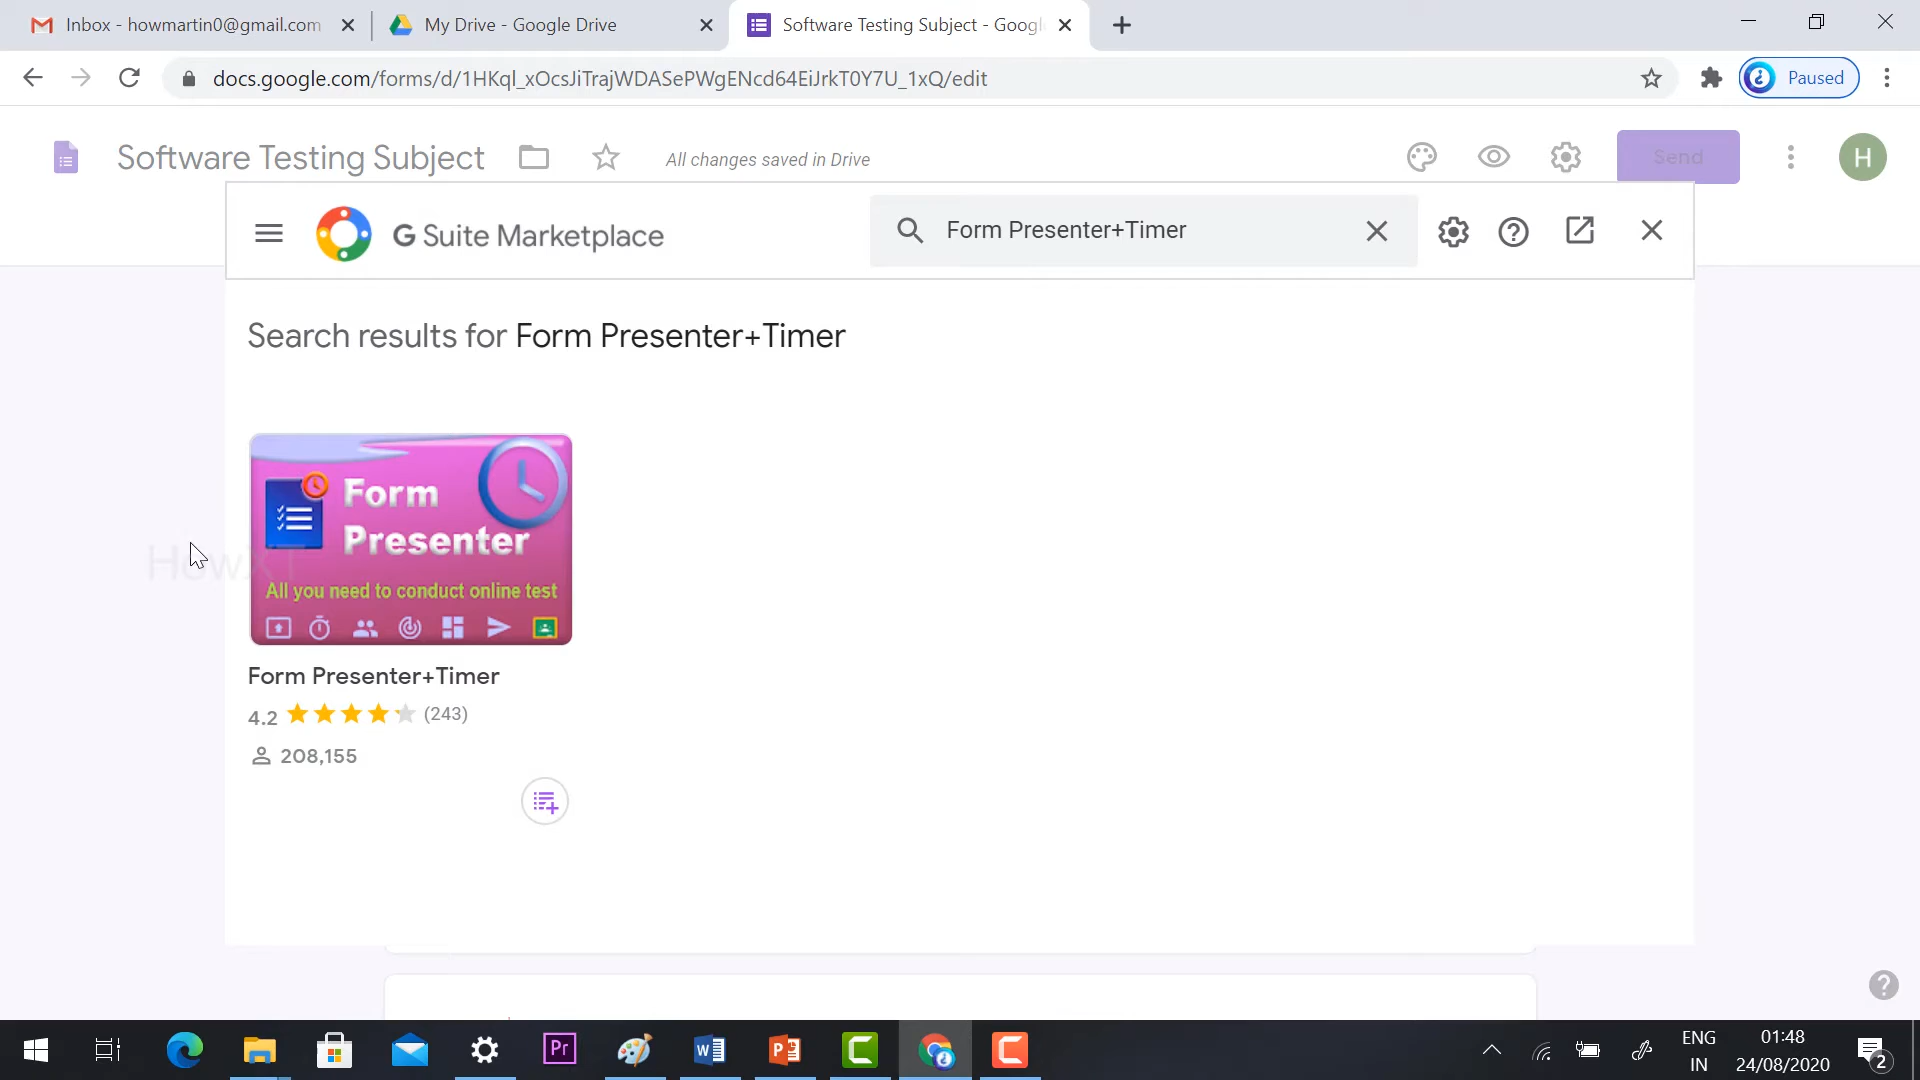 Inbox - howmartin0@gmail.com
My Drive - Google Drive
Software Testing Subject - Googl
docs.google.com/forms/d/1HKql_xOcsJiTrajWDASePWgENcd64EiJrkT0Y7U_1xQ/edit
Paused
Software Testing Subject
All changes saved in Drive
Send
H
G Suite Marketplace
Form Presenter+Timer
Search results for Form Presenter+Timer
Form
Presenter
All you need to conduct online test
HowXT
Form Presenter+Timer
4.2
(243)
208,155
Pr
ENG
IN
01:48
24/08/2020
2